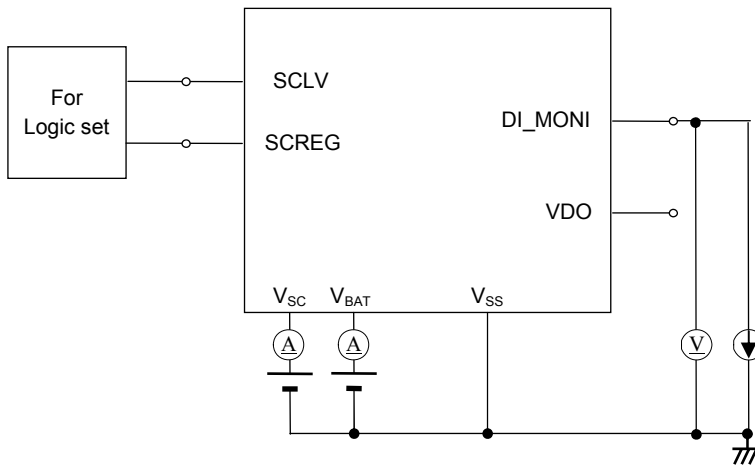 For
Logic set
SCLV
SCREG
DI_MONI
VDO
VSC
VBAT
VSS
A
A
V